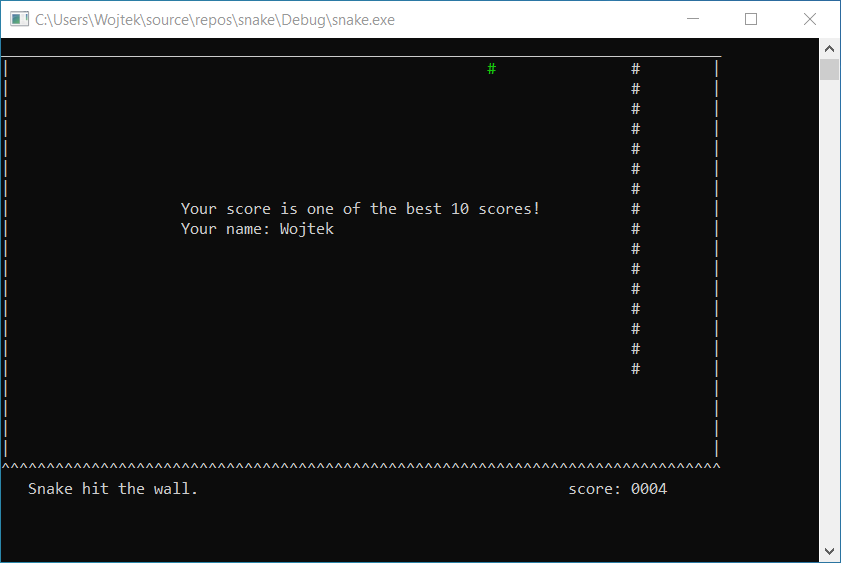 C:\Users\Wojtek\source\repos\snake\Debug\snake.exe
________________________________________________________________________________
| # # |
| # |
| # |
| # |
| # |
| # |
| # |
| Your score is one of the best 10 scores! # |
| Your name: Wojtek # |
| # |
| # |
| # |
| # |
| # |
| # |
| # |
| |
| |
| |
| |
^^^^^^^^^^^^^^^^^^^^^^^^^^^^^^^^^^^^^^^^^^^^^^^^^^^^^^^^^^^^^^^^^^^^^^^^^^^^^^^^
Snake hit the wall. score: 0004